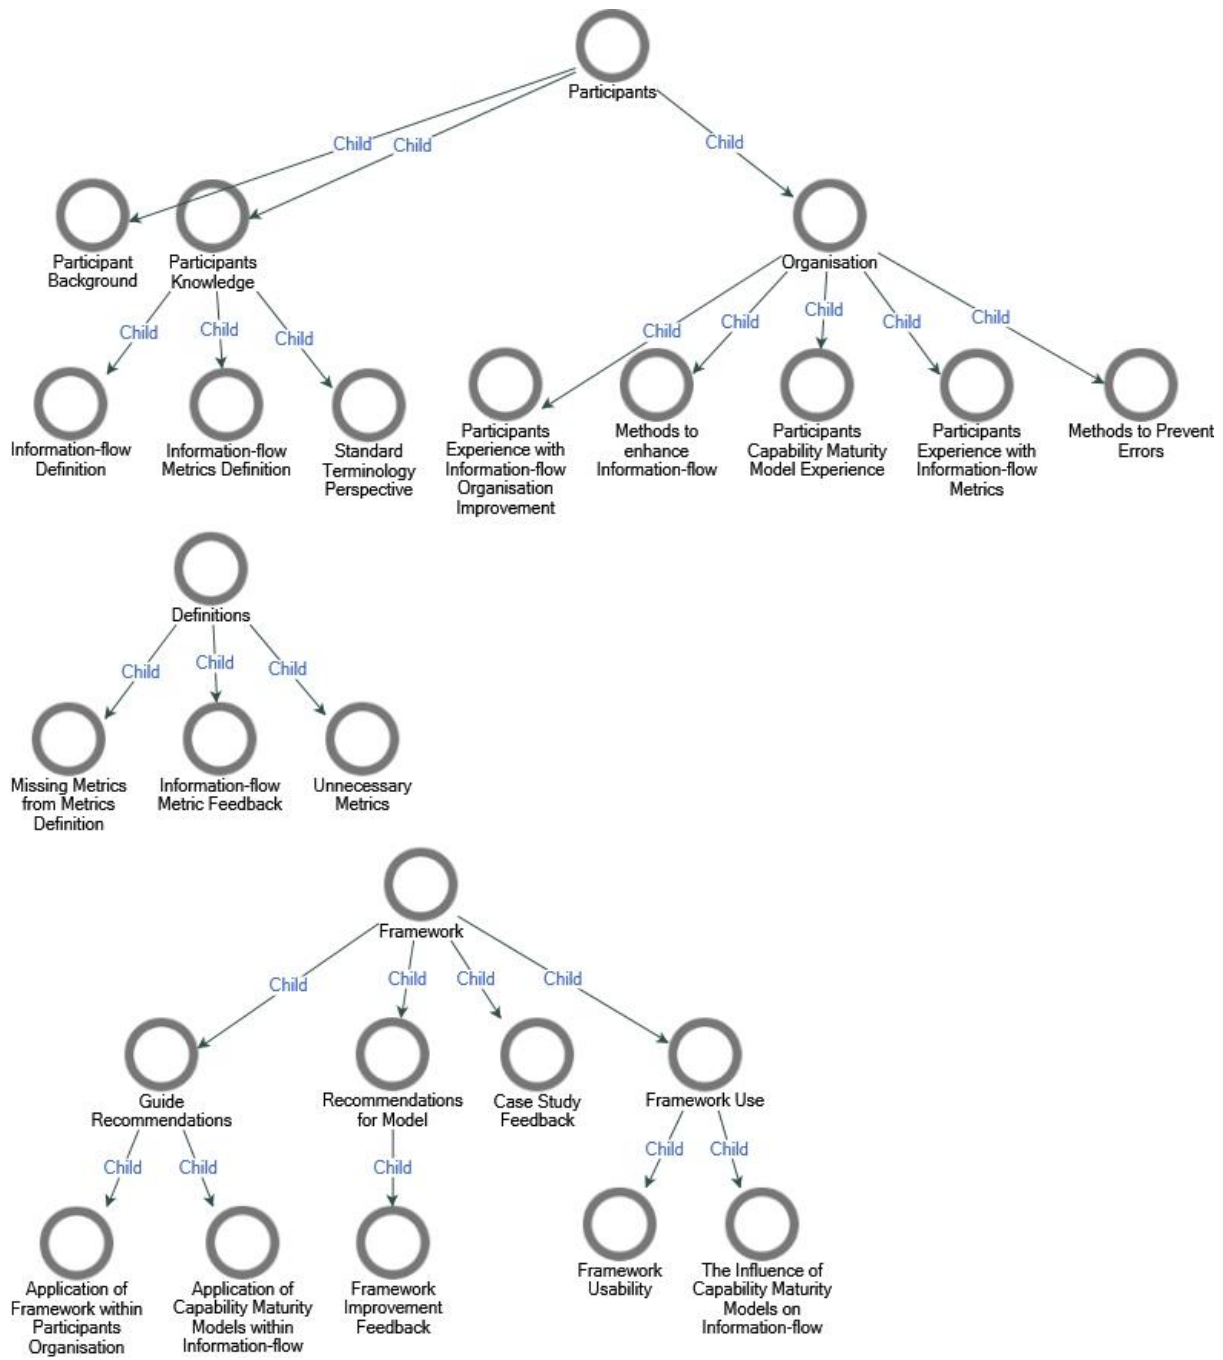 Participants
Child
Child
Child
Participant
Background
Participants
Knowledge
Organisation
Child
Child
Child
Child
Child
Child
Child
Child
Information-flow
Definition
Information-flow
Metrics Definition
Standard
Terminology
Perspective
Participants
Experience with
Information-flow
Organisation
Improvement
Methods to
enhance
Information-flow
Participants
Capability Maturity
Model Experience
Participants
Experience with
Information-flow
Metrics
Methods to Prevent
Errors
Definitions
Child
Child
Child
Missing Metrics
from Metrics
Definition
Information-flow
Metric Feedback
Unnecessary
Metrics
Framework
Child
Child
Child
Child
Guide
Recommendations
Recommendations
for Model
Case Study
Feedback
Framework Use
Child
Child
Child
Child
Child
Application of
Framework within
Participants
Organisation
Application of
Capability Maturity
Models within
Information-flow
Framework
Improvement
Feedback
Framework
Usability
The Influence of
Capability Maturity
Models on
Information-flow